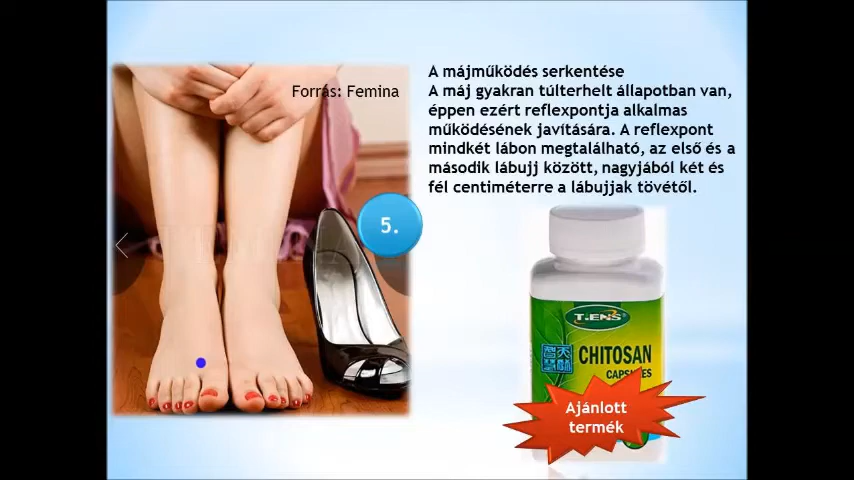 A májműködés serkentése
Forrás: Femina
A máj gyakran túlterhelt állapotban van,
éppen ezért reflexpontja alkalmas
működésének javítására. A reflexpont
mindkét lábon megtalálható, az első és a
második lábujj között, nagyjából két és
fél centiméterre a lábujjak tövétől.
5.
TIENS
CHITOSAN
Ajánlott
termék